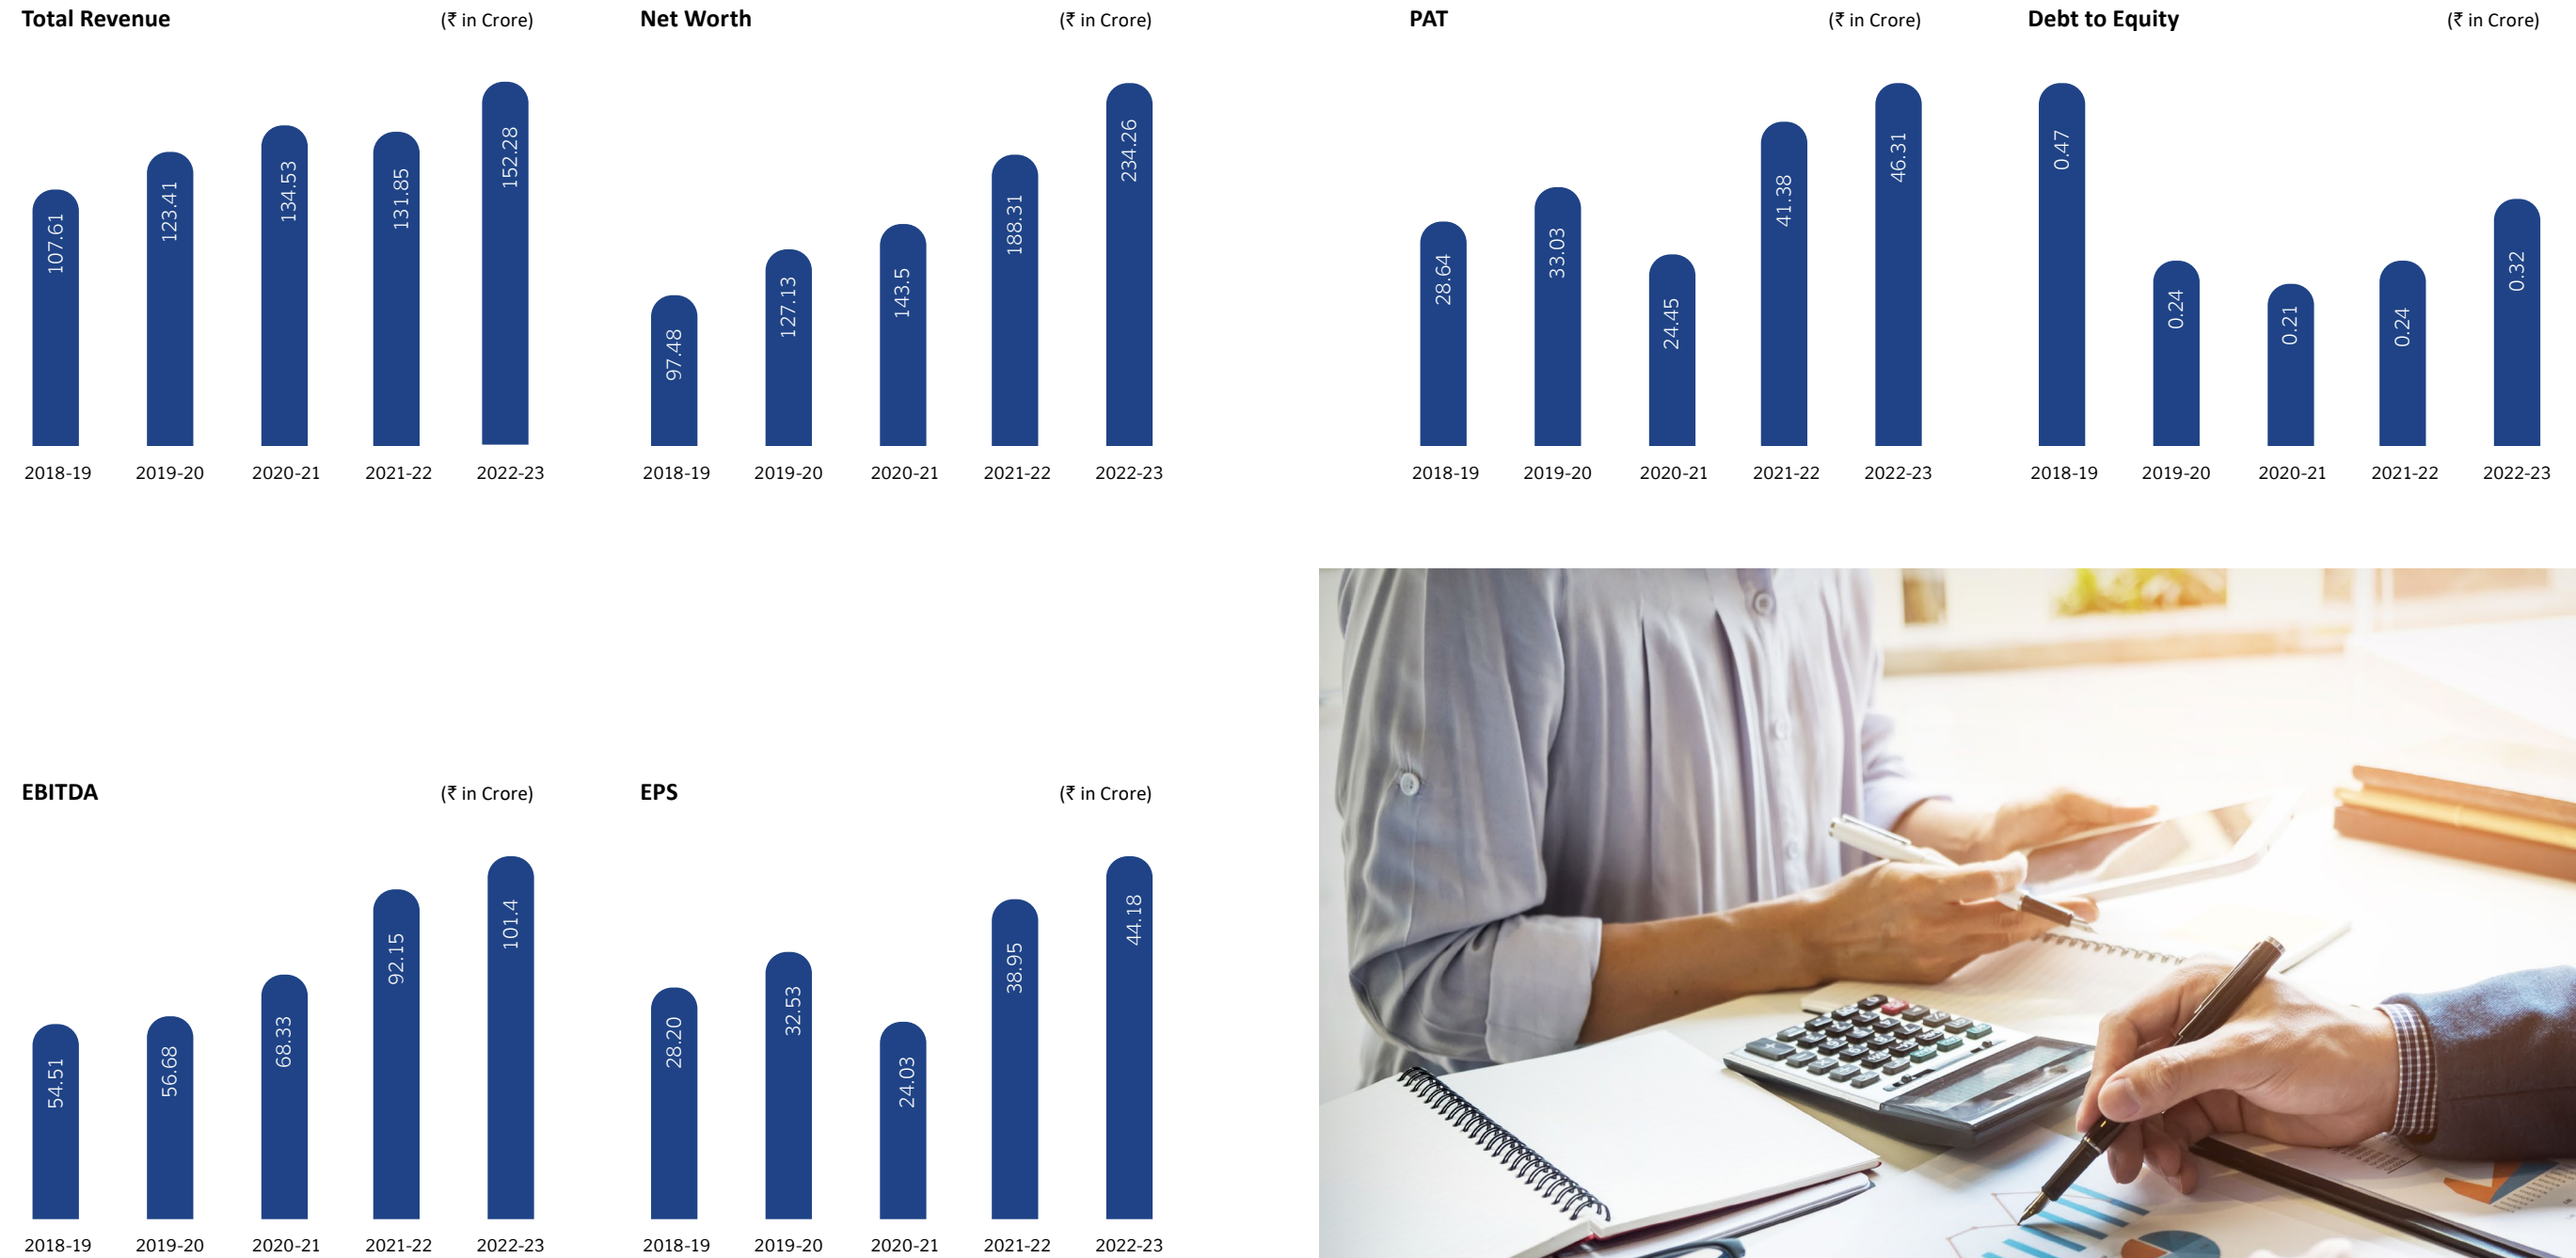 Total Revenue (₹ in Crore)
107.61 123.41 134.53 131.85 152.28
2018-19 2019-20 2020-21 2021-22 2022-23
Net Worth (₹ in Crore)
97.48 127.13 143.5 188.31 234.26
2018-19 2019-20 2020-21 2021-22 2022-23
PAT (₹ in Crore)
28.64 33.03 24.45 41.38 46.31
2018-19 2019-20 2020-21 2021-22 2022-23
Debt to Equity (₹ in Crore)
0.47 0.24 0.21 0.24 0.32
2018-19 2019-20 2020-21 2021-22 2022-23
EBITDA (₹ in Crore)
54.51 56.68 68.33 92.15 101.4
2018-19 2019-20 2020-21 2021-22 2022-23
EPS (₹ in Crore)
28.20 32.53 24.03 38.95 44.18
2018-19 2019-20 2020-21 2021-22 2022-23